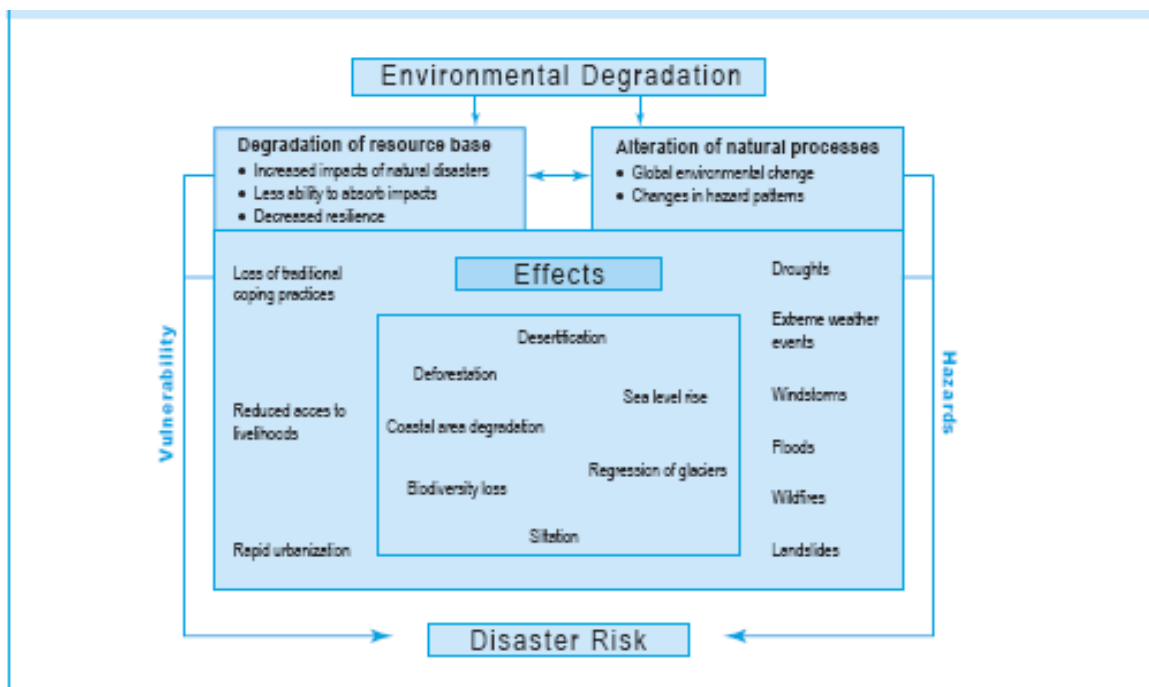 Environmental Degradation
Degradation of resource base
• Increased impacts of natural disasters
• Less ability to absorb impacts
• Decreased resilience
Alteration of natural processes
• Global environmental change
• Changes in hazard patterns
Effects
Loss of traditional
coping practices
Reduced acces to
livelihoods
Rapid urbanization
Desertification
Deforestation
Sea level rise
Coastal area degradation
Regression of glaciers
Biodiversity loss
Siltation
Droughts
Extreme weather
events
Windstorms
Floods
Wildfires
Landslides
Vulnerability
Hazards
Disaster Risk